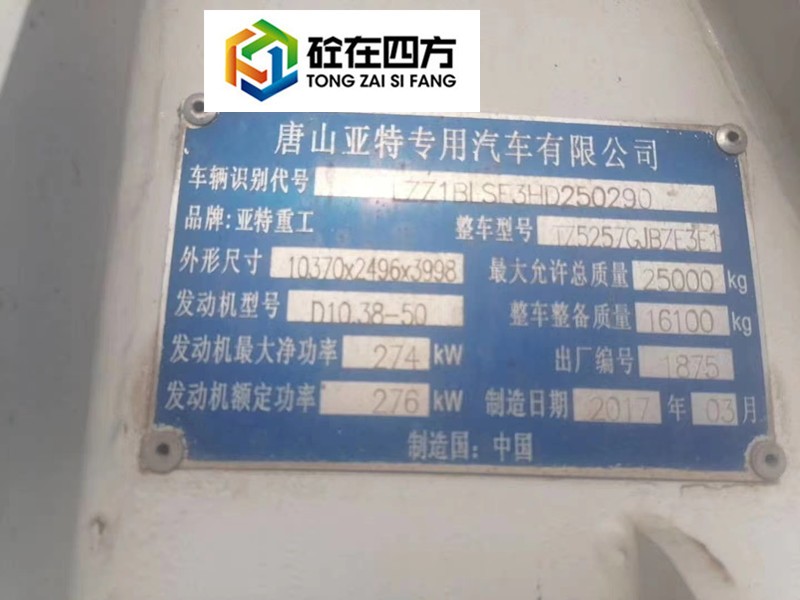 砼在四方
TONG ZAI SI FANG
唐山亚特专用汽车有限公司
车辆识别代号 LZZ1BLSF3HD250290
品牌: 亚特重工 整车型号 TZ5257GJBZE3E1
外形尺寸 10370x2496x3998 最大允许总质量 25000 kg
发动机型号 D10.38-50 整车整备质量 16100 kg
发动机最大净功率 274 kW 出厂编号 1875
发动机额定功率 276 kW 制造日期 2017 年 03 月
制造国: 中国